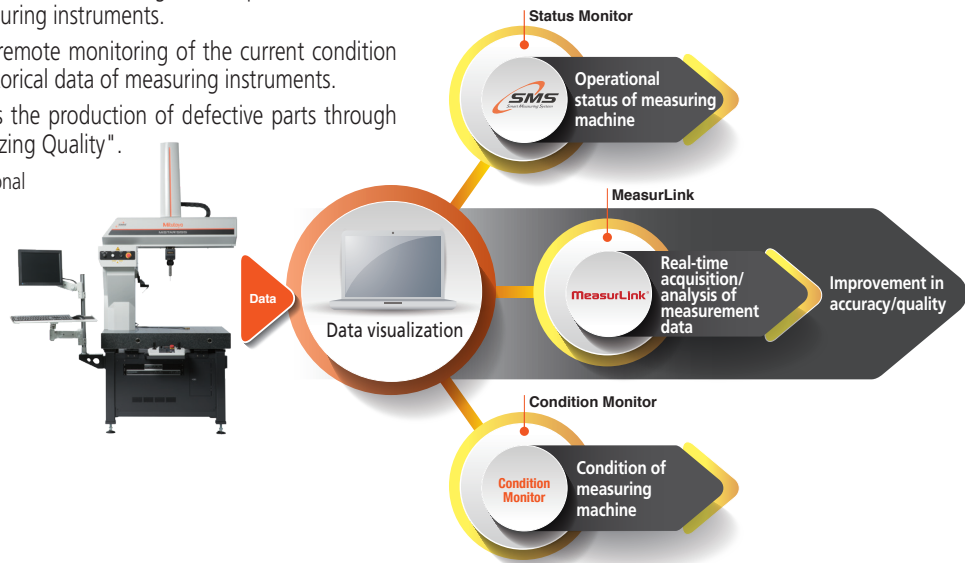 uring instruments.
remote monitoring of the current condition
orical data of measuring instruments.
s the production of defective parts through
zing Quality".
onal
Mitutoyo
Data
Data visualization
Status Monitor
SMS
Smart Measuring System
Operational
status of measuring
machine
MeasurLink
MeasurLink®
Real-time
acquisition/
analysis of
measurement
data
Improvement in
accuracy/quality
Condition Monitor
Condition
Monitor
Condition of
measuring
machine